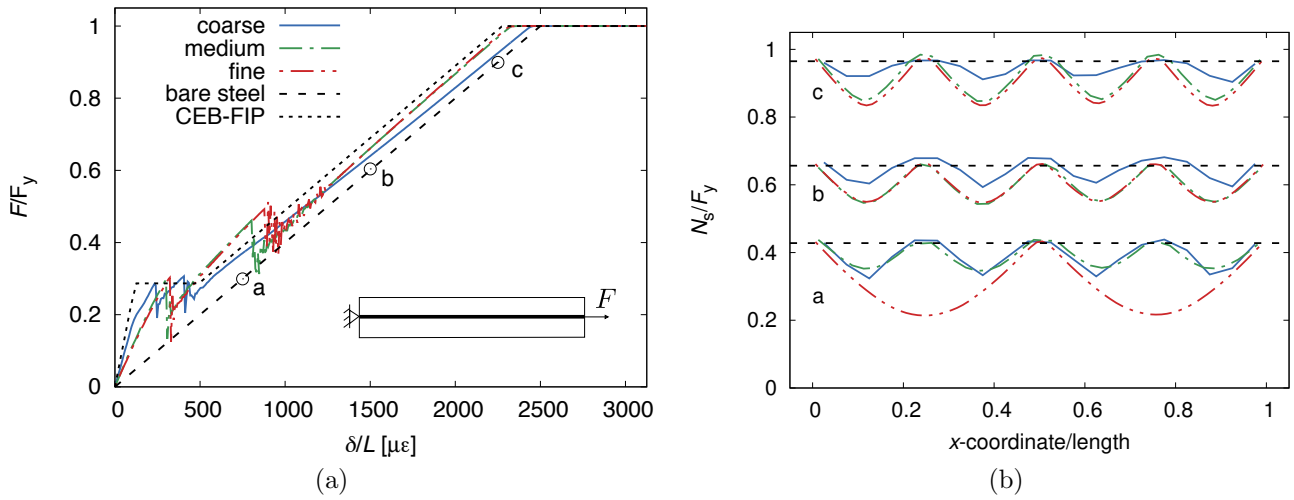 coarse
medium
fine
bare steel
CEB-FIP
F/Fy
1
0.8
0.6
0.4
0.2
0
0 500 1000 1500 2000 2500 3000
δ/L [με]
a
b
c
F
(a)
Ns/Fy
1
0.8
0.6
0.4
0.2
0
c
b
a
0 0.2 0.4 0.6 0.8 1
x-coordinate/length
(b)